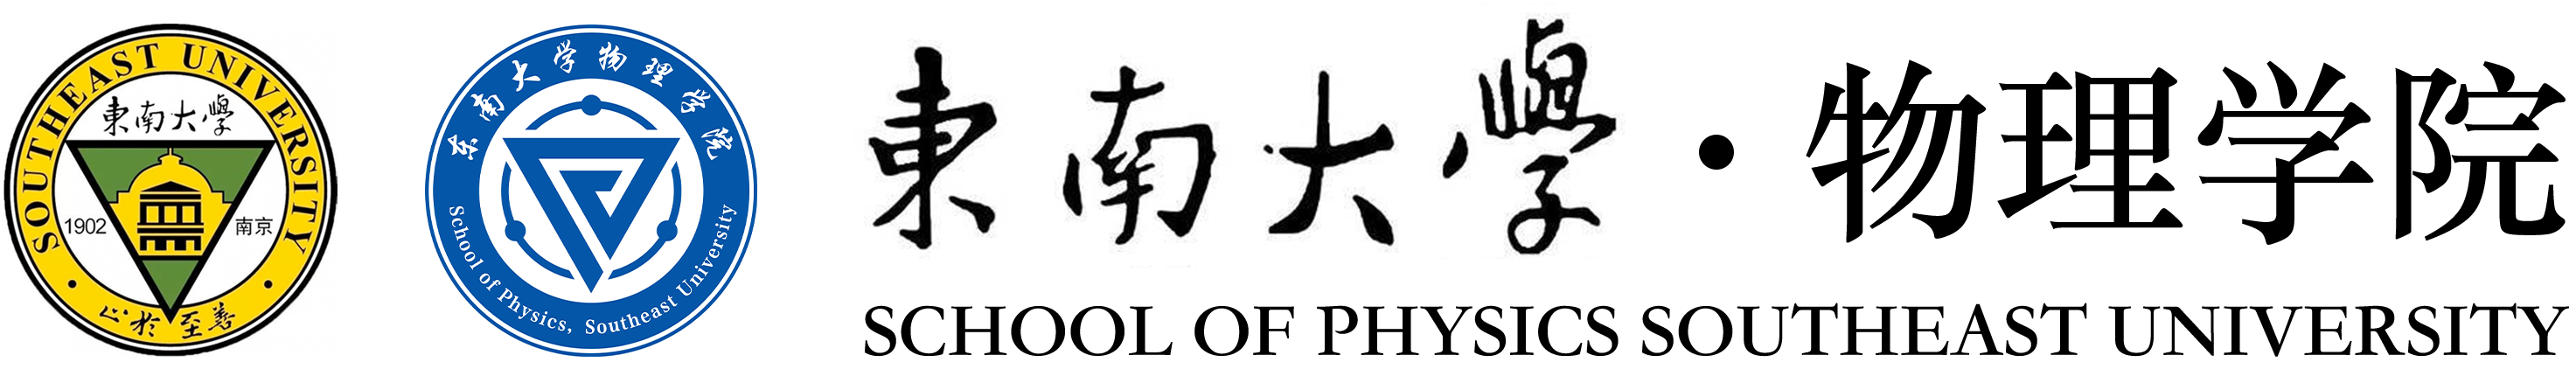 SOUTHEAST UNIVERSITY
東南大學
1902
南京
止於至善
东南大学物理学院
School of Physics, Southeast University
東南大學·物理学院
SCHOOL OF PHYSICS SOUTHEAST UNIVERSITY